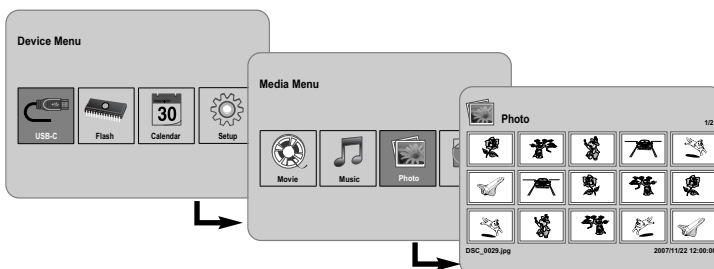 Device Menu
USB-C
Flash
30
Calendar
Setup
Media Menu
Movie
Music
Photo
Photo
1/2
DSC_0029.jpg
2007/11/22 12:00:00